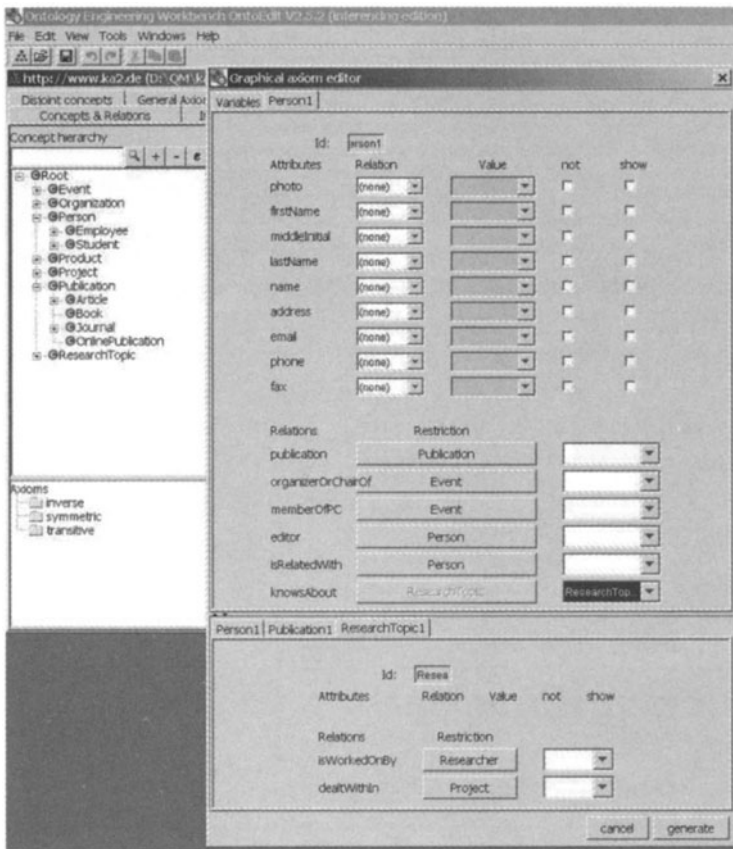 Ontology Engineering Workbench OntoEdit V2.5.2 (inferencing edition)
File Edit View Tools Windows Help
http://www.ka2.de (D:\QM\k
Disjoint concepts General Axior
Concepts & Relations
Concept hierarchy
Root
Event
Organization
Person
Employee
Student
Product
Project
Publication
Article
Book
Journal
OnlinePublication
ResearchTopic
Axioms
inverse
symmetric
transitive
Graphical axiom editor
Variables Person1
Id: erson1
Attributes Relation Value not show
photo (none)
firstName (none)
middleInitial (none)
lastName (none)
name (none)
address (none)
email (none)
phone (none)
fax (none)
Relations Restriction
publication Publication
organizerOrChairOf Event
memberOfPC Event
editor Person
isRelatedWith Person
knowsAbout ResearchTopic ResearchTop...
Person1 Publication1 ResearchTopic1
Id: Resea
Attributes Relation Value not show
Relations Restriction
isWorkedOnBy Researcher
dealtWithIn Project
cancel generate